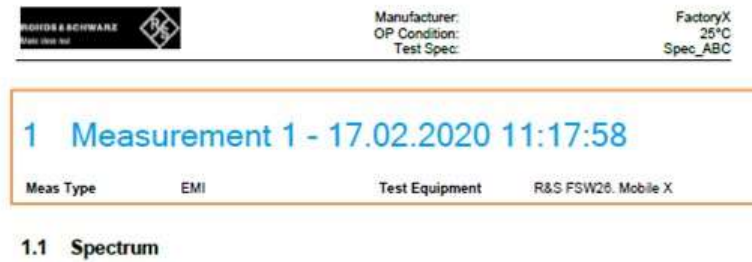 ROHDE & SCHWARZ
Manufacturer: FactoryX
OP Condition: 25°C
Test Spec: Spec_ABC
1 Measurement 1 - 17.02.2020 11:17:58
Meas Type EMI Test Equipment R&S FSW26. Mobile X
1.1 Spectrum